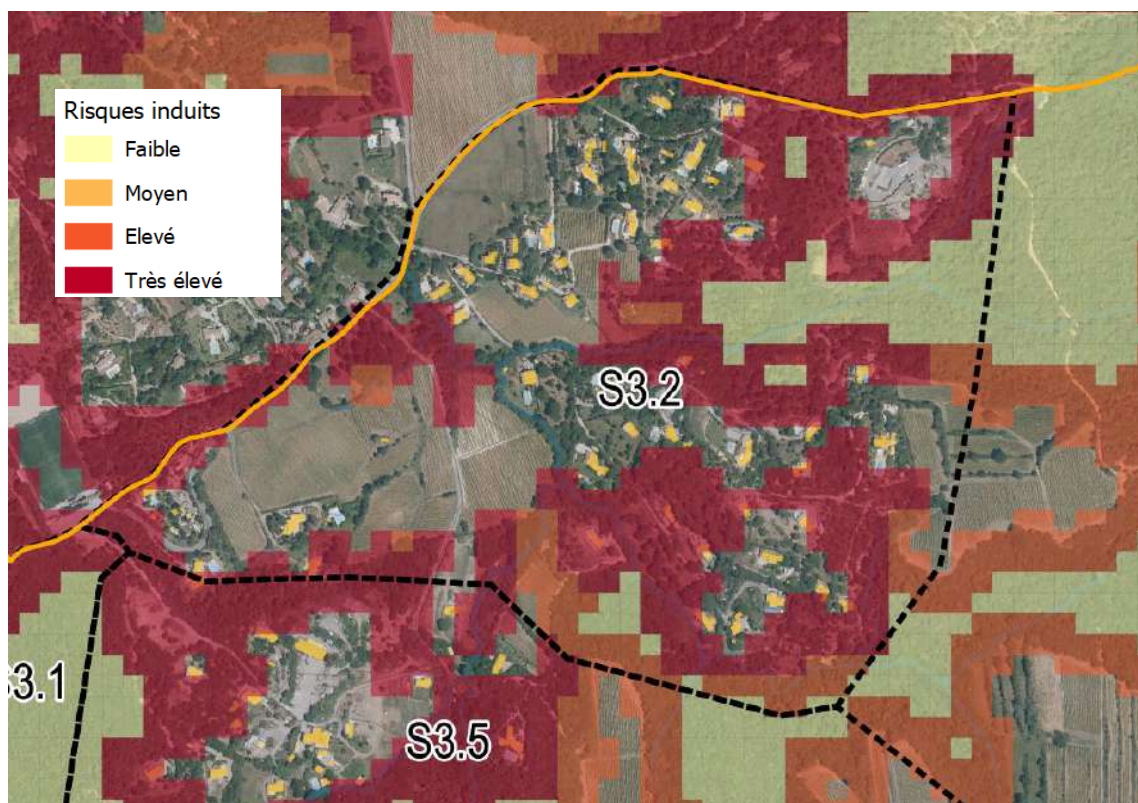 Risques induits
Faible
Moyen
Elevé
Très élevé
S3.2
S3.1
S3.5